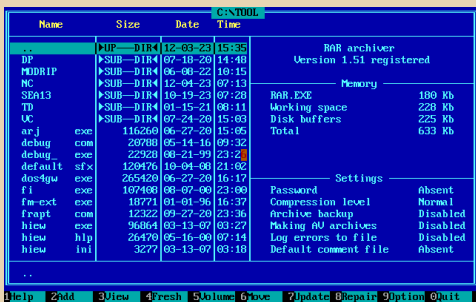 C:\TOOL
Name Size Date Time
.. ►UP——DIR◄ 12-03-23 15:35
DP ►SUB—DIR◄ 07-18-20 14:48
MODRIP ►SUB—DIR◄ 06-08-22 10:15
NC ►SUB—DIR◄ 12-04-23 07:13
SEA13 ►SUB—DIR◄ 10-19-23 07:28
TD ►SUB—DIR◄ 01-15-21 08:11
VC ►SUB—DIR◄ 07-24-20 15:03
arj exe 116260 06-27-20 15:05
debug com 20788 05-14-16 09:32
debug_ exe 22928 08-21-99 23:2
default sfx 120476 10-04-08 21:02
dos4gw exe 265420 06-27-20 16:17
fi exe 107408 08-07-00 23:00
fm-ext exe 18771 01-01-96 16:37
frapt com 12322 09-27-20 23:36
hiew exe 96864 03-13-07 03:27
hiew hlp 26470 05-16-00 07:14
hiew ini 3277 03-13-07 03:18
..
RAR archiver
Version 1.51 registered
Memory
RAR.EXE 180 Kb
Working space 228 Kb
Disk buffers 225 Kb
Total 633 Kb
Settings
Password Absent
Compression level Normal
Archive backup Disabled
Making AV archives Disabled
Log errors to file Disabled
Default comment file Absent
1Help 2Add 3View 4Fresh 5Volume 6Move 7Update 8Repair 9Option 0Quit